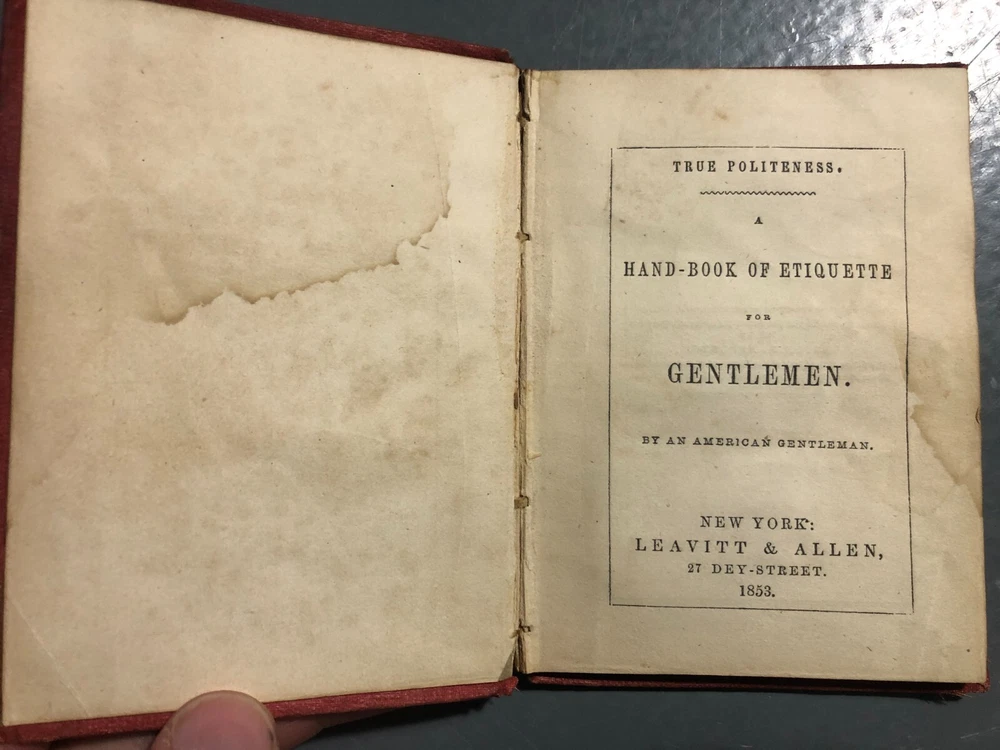 TRUE POLITENESS.
A
HAND-BOOK OF ETIQUETTE
FOR
GENTLEMEN.
BY AN AMERICAN GENTLEMAN.
NEW YORK:
LEAVITT & ALLEN,
27 DEY-STREET.
1853.